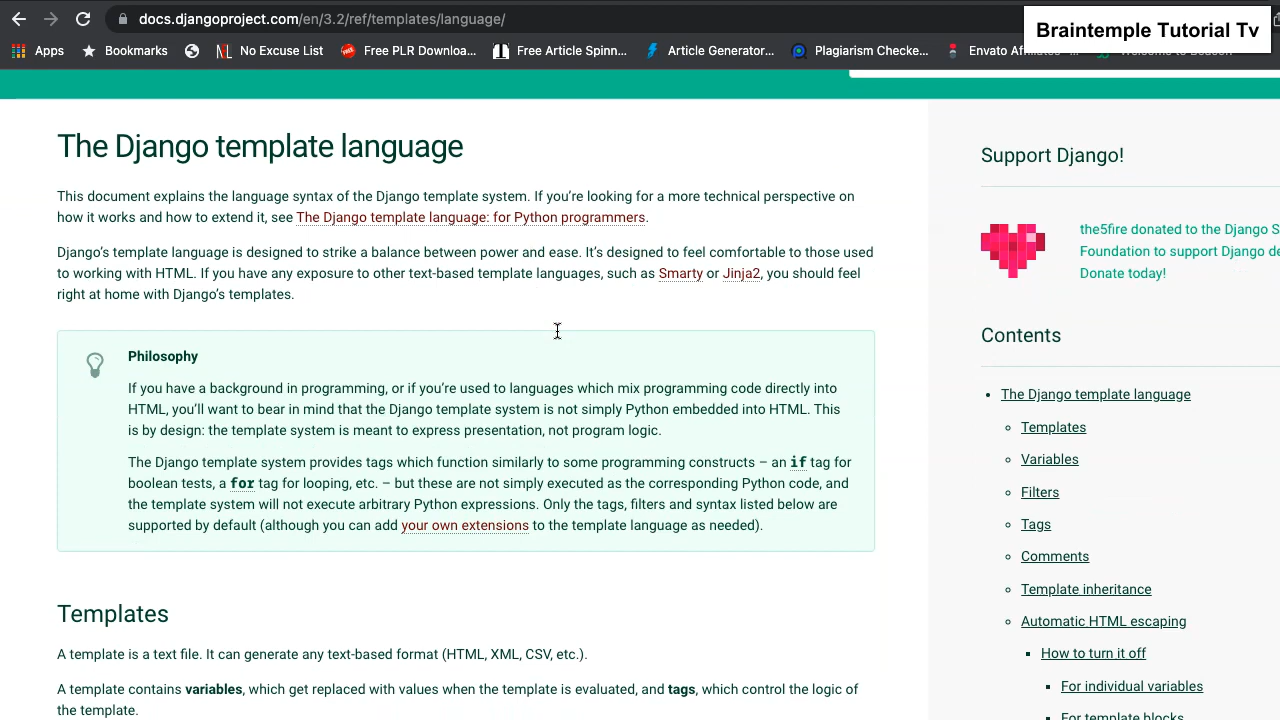 docs.djangoproject.com/en/3.2/ref/templates/language/
Braintemple Tutorial Tv
Apps
Bookmarks
No Excuse List
Free PLR Downloa...
Free Article Spinn...
Article Generator...
Plagiarism Checke...
Envato Affiliates
The Django template language
This document explains the language syntax of the Django template system. If you’re looking for a more technical perspective on
how it works and how to extend it, see The Django template language: for Python programmers.
Django’s template language is designed to strike a balance between power and ease. It’s designed to feel comfortable to those used
to working with HTML. If you have any exposure to other text-based template languages, such as Smarty or Jinja2, you should feel
right at home with Django’s templates.
Philosophy
If you have a background in programming, or if you’re used to languages which mix programming code directly into
HTML, you’ll want to bear in mind that the Django template system is not simply Python embedded into HTML. This
is by design: the template system is meant to express presentation, not program logic.
The Django template system provides tags which function similarly to some programming constructs – an if tag for
boolean tests, a for tag for looping, etc. – but these are not simply executed as the corresponding Python code, and
the template system will not execute arbitrary Python expressions. Only the tags, filters and syntax listed below are
supported by default (although you can add your own extensions to the template language as needed).
Templates
A template is a text file. It can generate any text-based format (HTML, XML, CSV, etc.).
A template contains variables, which get replaced with values when the template is evaluated, and tags, which control the logic of
the template.
Support Django!
the5fire donated to the Django S
Foundation to support Django de
Donate today!
Contents
The Django template language
Templates
Variables
Filters
Tags
Comments
Template inheritance
Automatic HTML escaping
How to turn it off
For individual variables
For template blocks